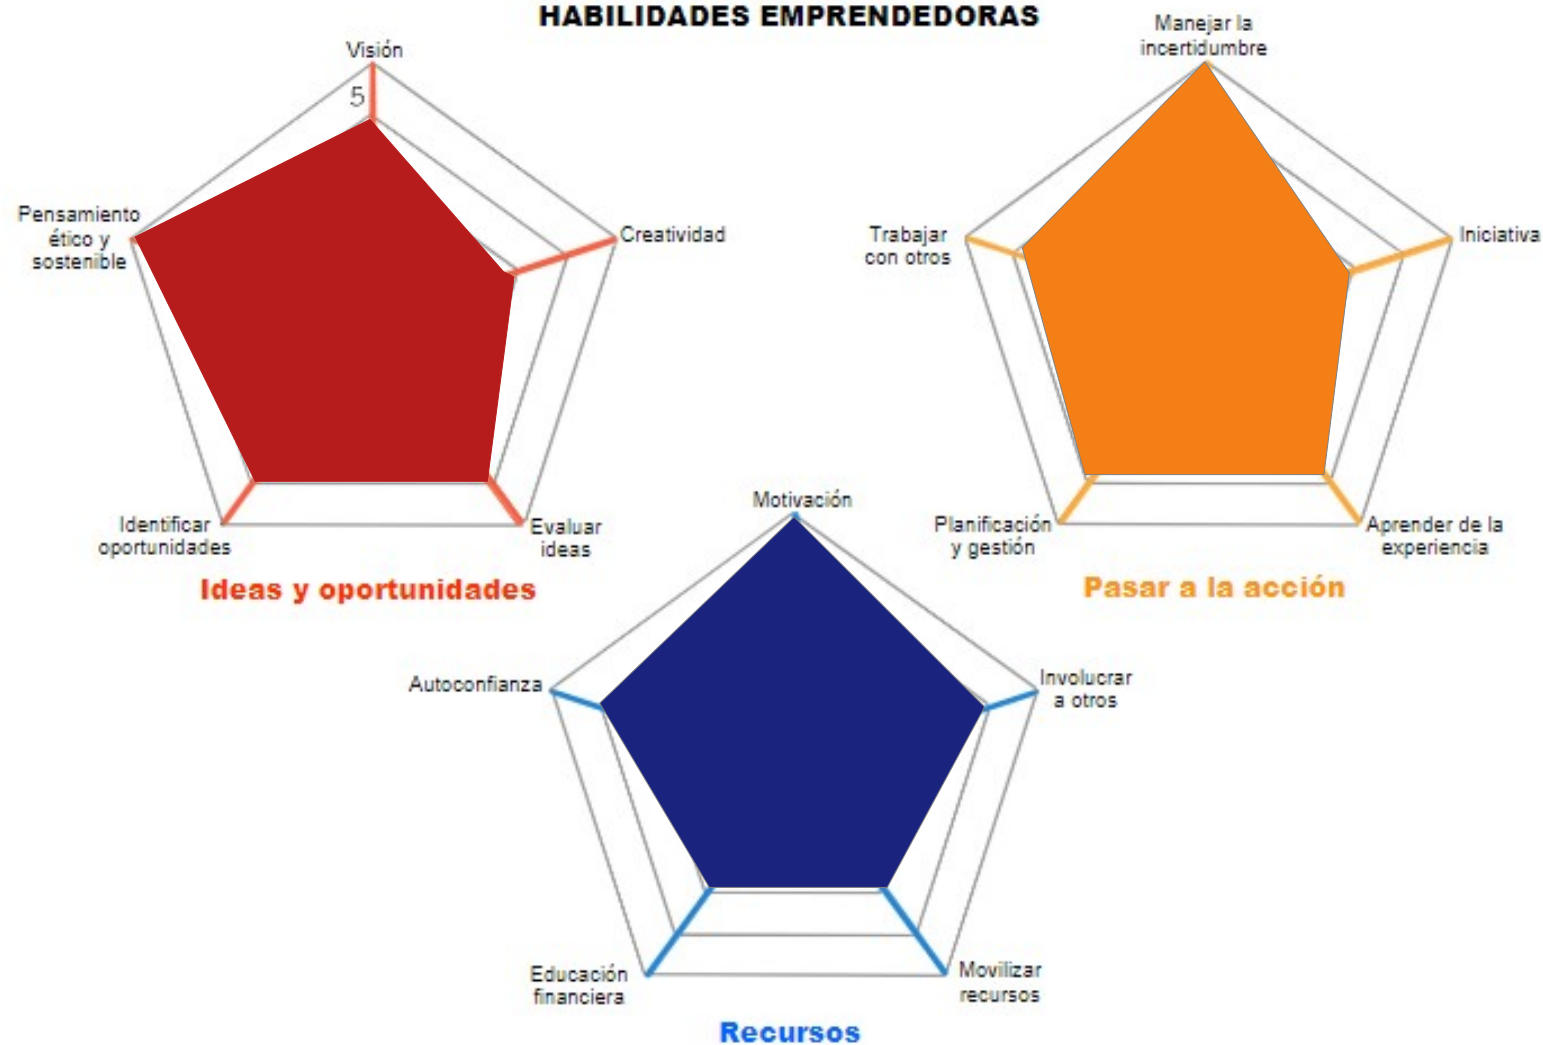 HABILIDADES EMPRENDEDORAS
Visión
5
Creatividad
Pensamiento
ético y
sostenible
Identificar
oportunidades
Evaluar
ideas
Ideas y oportunidades
Manejar la
incertidumbre
Trabajar
con otros
Iniciativa
Planificación
y gestión
Aprender de la
experiencia
Pasar a la acción
Motivación
Autoconfianza
Involucrar
a otros
Educación
financiera
Movilizar
recursos
Recursos